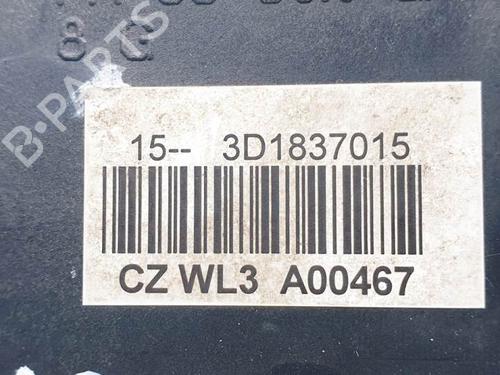 8 G
B-PARTS
15-- 3D1837015
CZ WL3 A00467